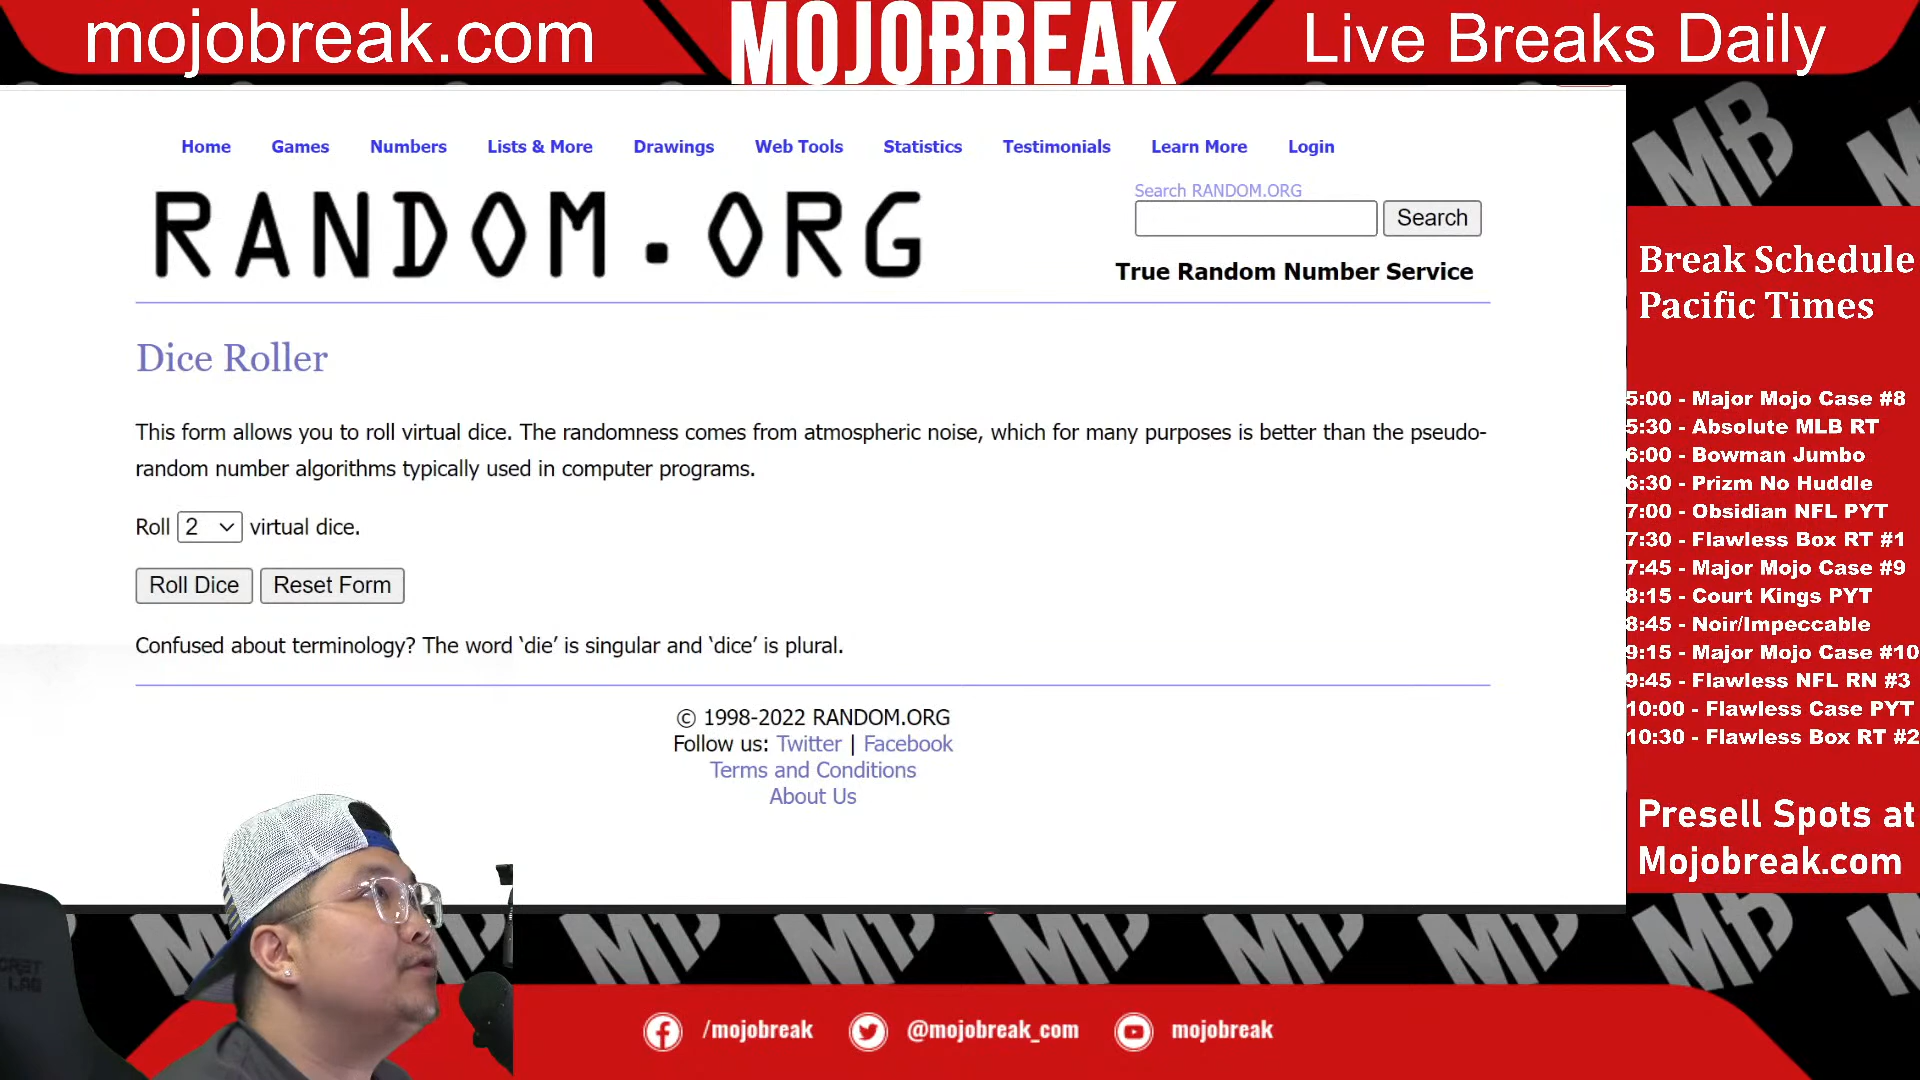 mojobreak.com
MOJOBREAK
Live Breaks Daily
Home Games Numbers Lists & More Drawings Web Tools Statistics Testimonials Learn More Login
RANDOM.ORG
Search RANDOM.ORG
Search
True Random Number Service
Dice Roller
This form allows you to roll virtual dice. The randomness comes from atmospheric noise, which for many purposes is better than the pseudo-
random number algorithms typically used in computer programs.
Roll 2 virtual dice.
Roll Dice Reset Form
Confused about terminology? The word ‘die’ is singular and ‘dice’ is plural.
© 1998-2022 RANDOM.ORG
Follow us: Twitter | Facebook
Terms and Conditions
About Us
Break Schedule
Pacific Times
5:00 - Major Mojo Case #8
5:30 - Absolute MLB RT
6:00 - Bowman Jumbo
6:30 - Prizm No Huddle
7:00 - Obsidian NFL PYT
7:30 - Flawless Box RT #1
7:45 - Major Mojo Case #9
8:15 - Court Kings PYT
8:45 - Noir/Impeccable
9:15 - Major Mojo Case #10
9:45 - Flawless NFL RN #3
10:00 - Flawless Case PYT
10:30 - Flawless Box RT #2
Presell Spots at
Mojobreak.com
/mojobreak @mojobreak_com mojobreak